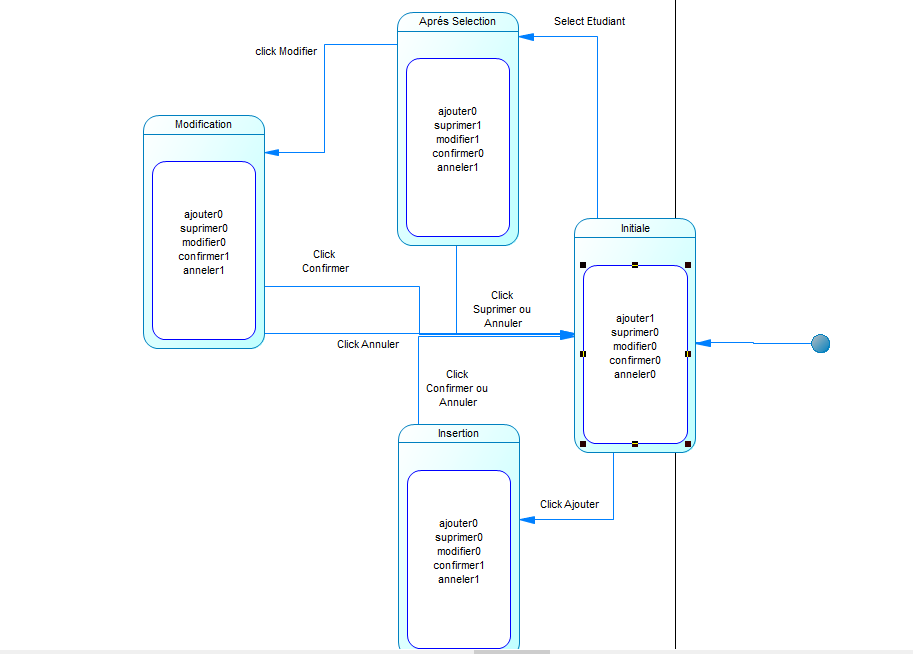 Aprés Selection
Select Etudiant
click Modifier
ajouter0
suprimer1
modifier1
confirmer0
anneler1
Modification
ajouter0
suprimer0
modifier0
confirmer1
anneler1
Initiale
ajouter1
suprimer0
modifier0
confirmer0
anneler0
Click
Confirmer
Click
Suprimer ou
Annuler
Click Annuler
Click
Confirmer ou
Annuler
Insertion
ajouter0
suprimer0
modifier0
confirmer1
anneler1
Click Ajouter